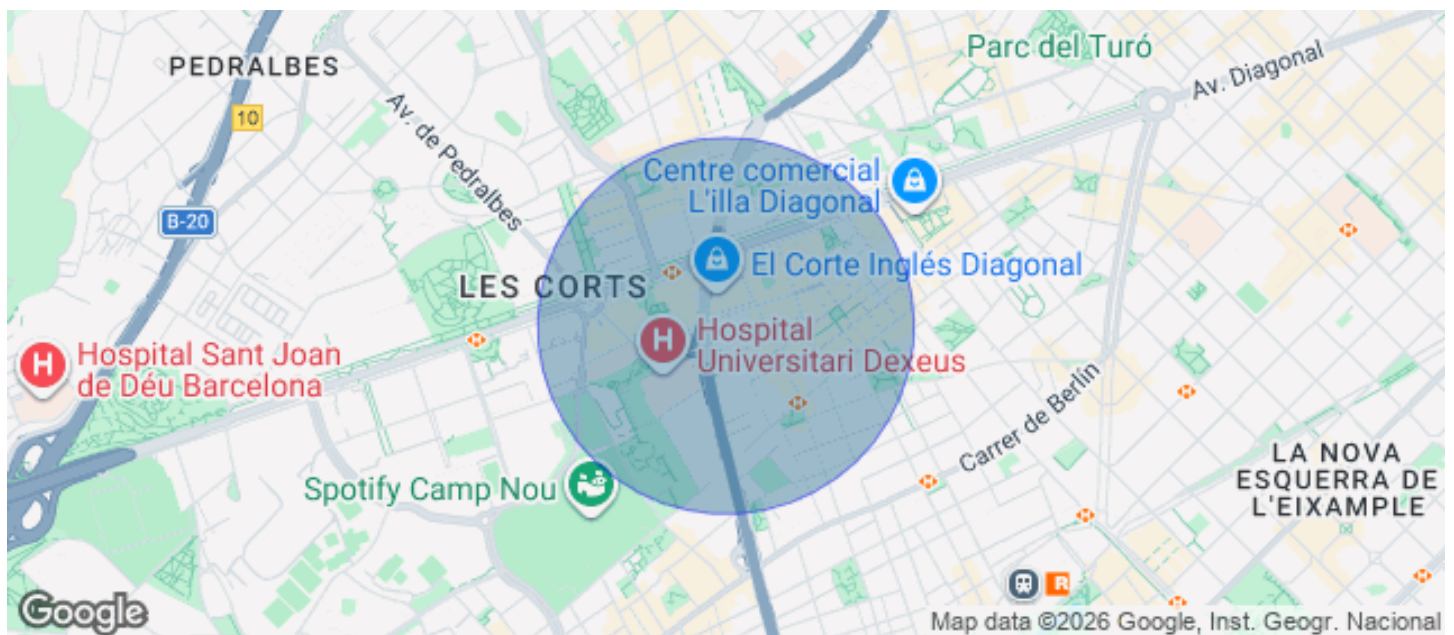 Parc del Turó
PEDRALBES
Av. Diagonal
10
Av. de Pedralbes
Centre comercial
L'illa Diagonal
B-20
El Corte Inglés Diagonal
LES CORTS
H
Hospital
Universitari Dexeus
H
Hospital Sant Joan
de Déu Barcelona
Carrer de Berlín
LA NOVA
ESQUERRA DE
L'EIXAMPLE
Spotify Camp Nou
R
Google
Map data ©2026 Google, Inst. Geogr. Nacional